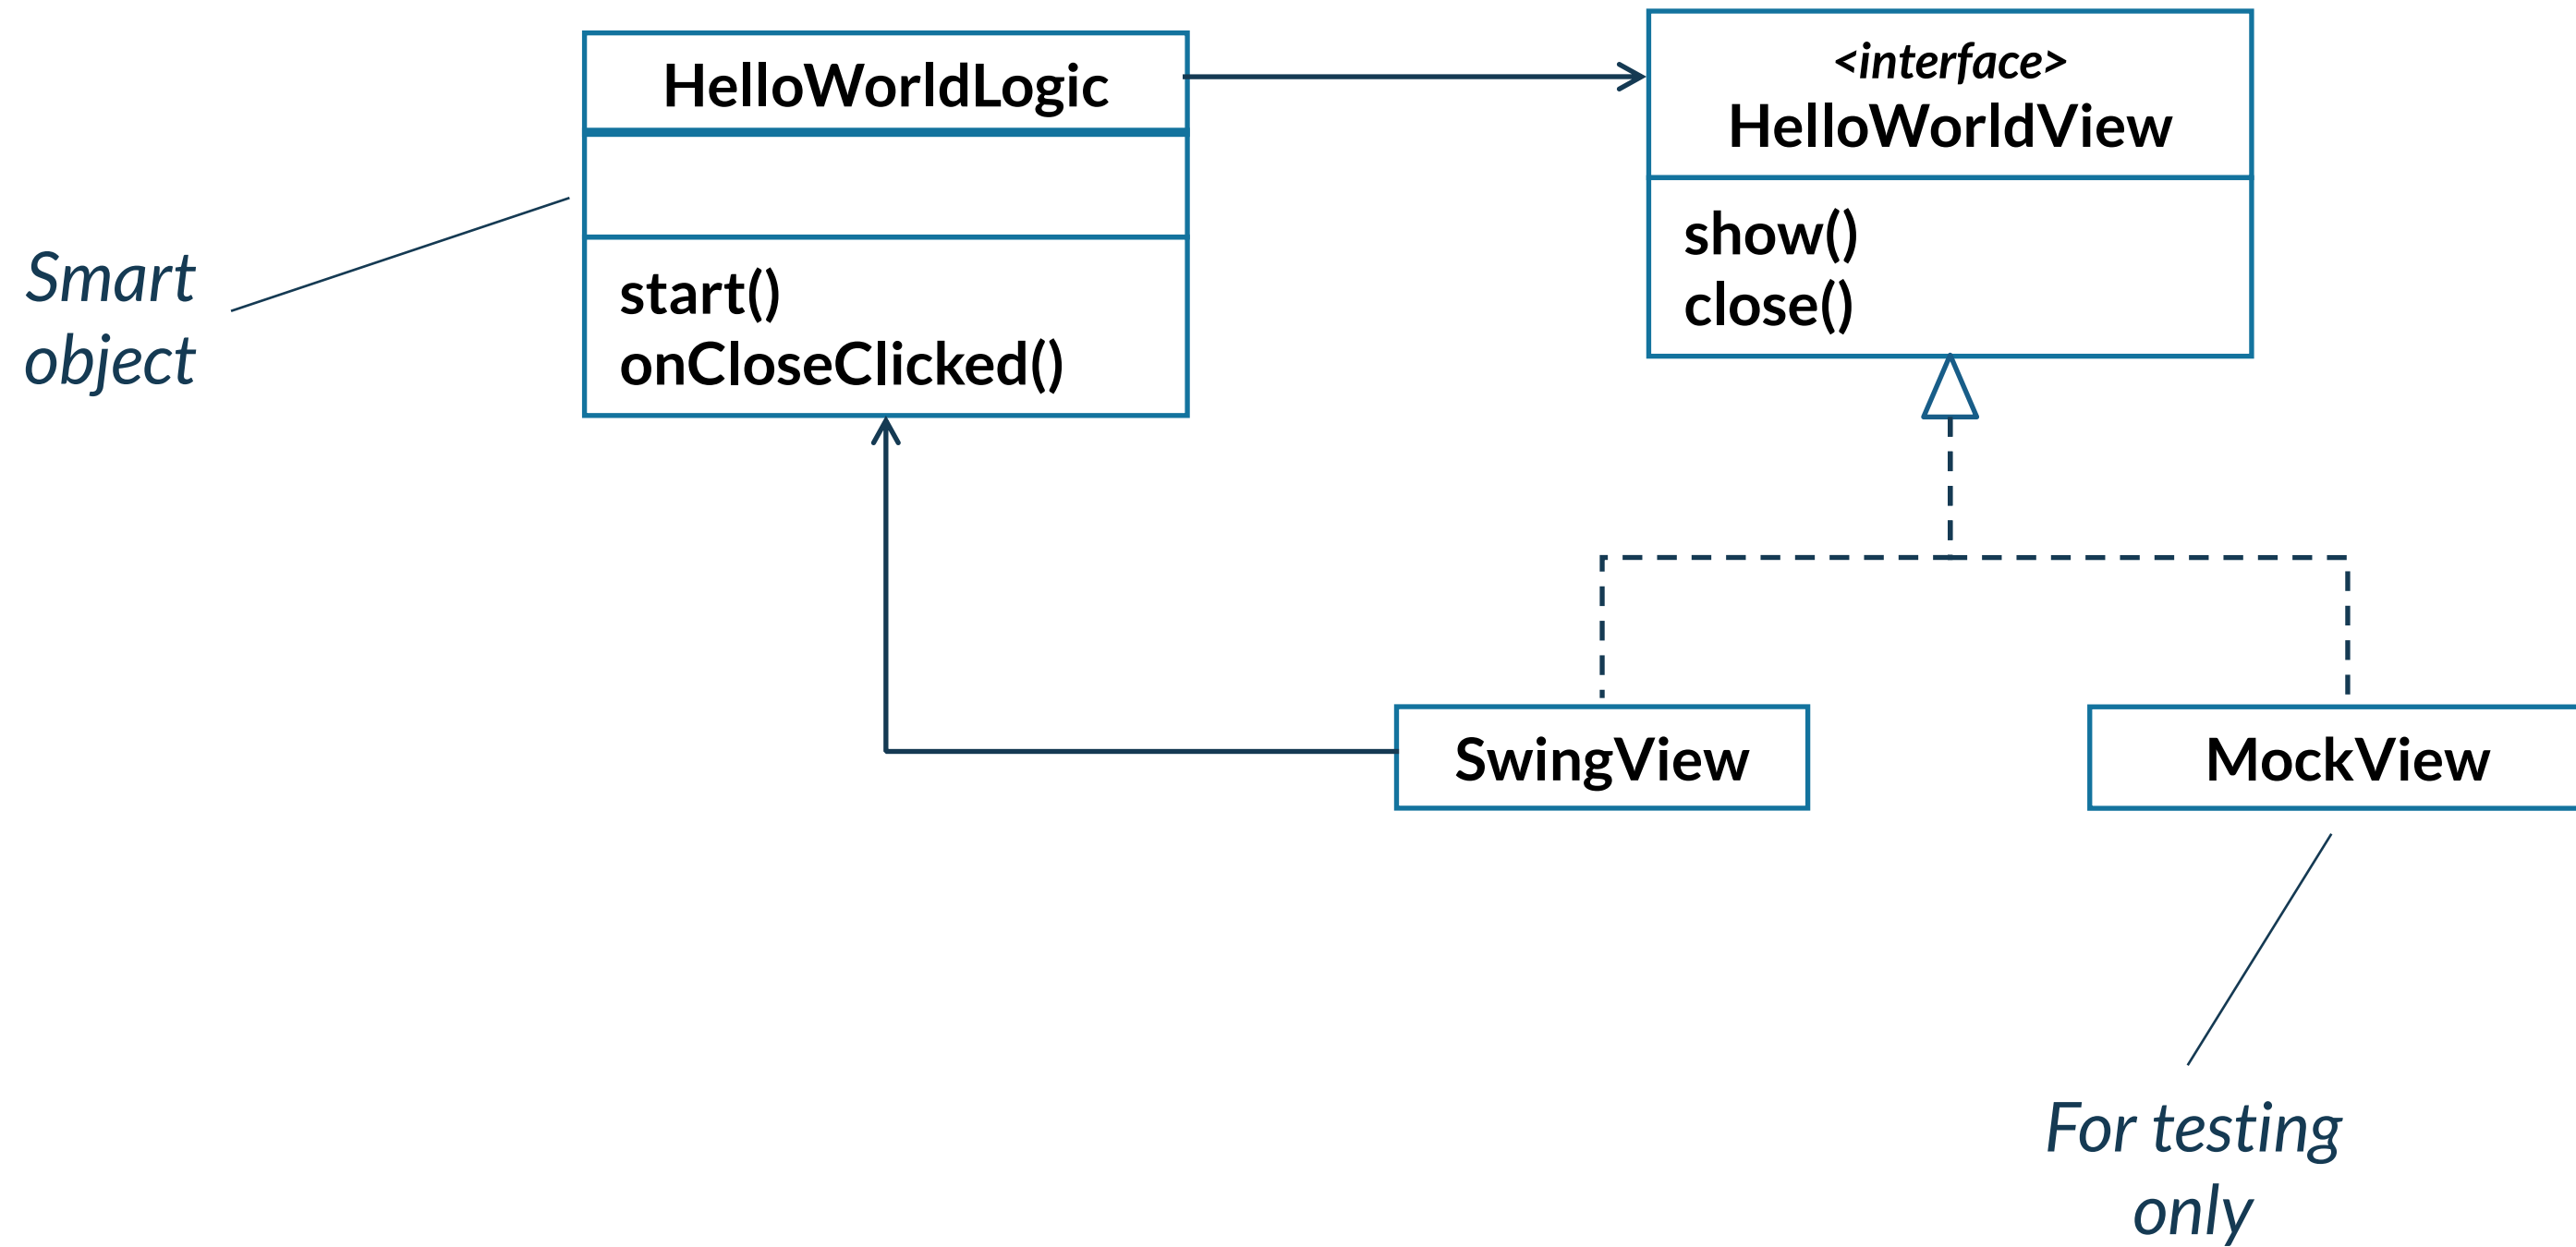 HelloWorldLogic
start()
onCloseClicked()
<interface>
HelloWorldView
show()
close()
Smart
object
SwingView
MockView
For testing
only